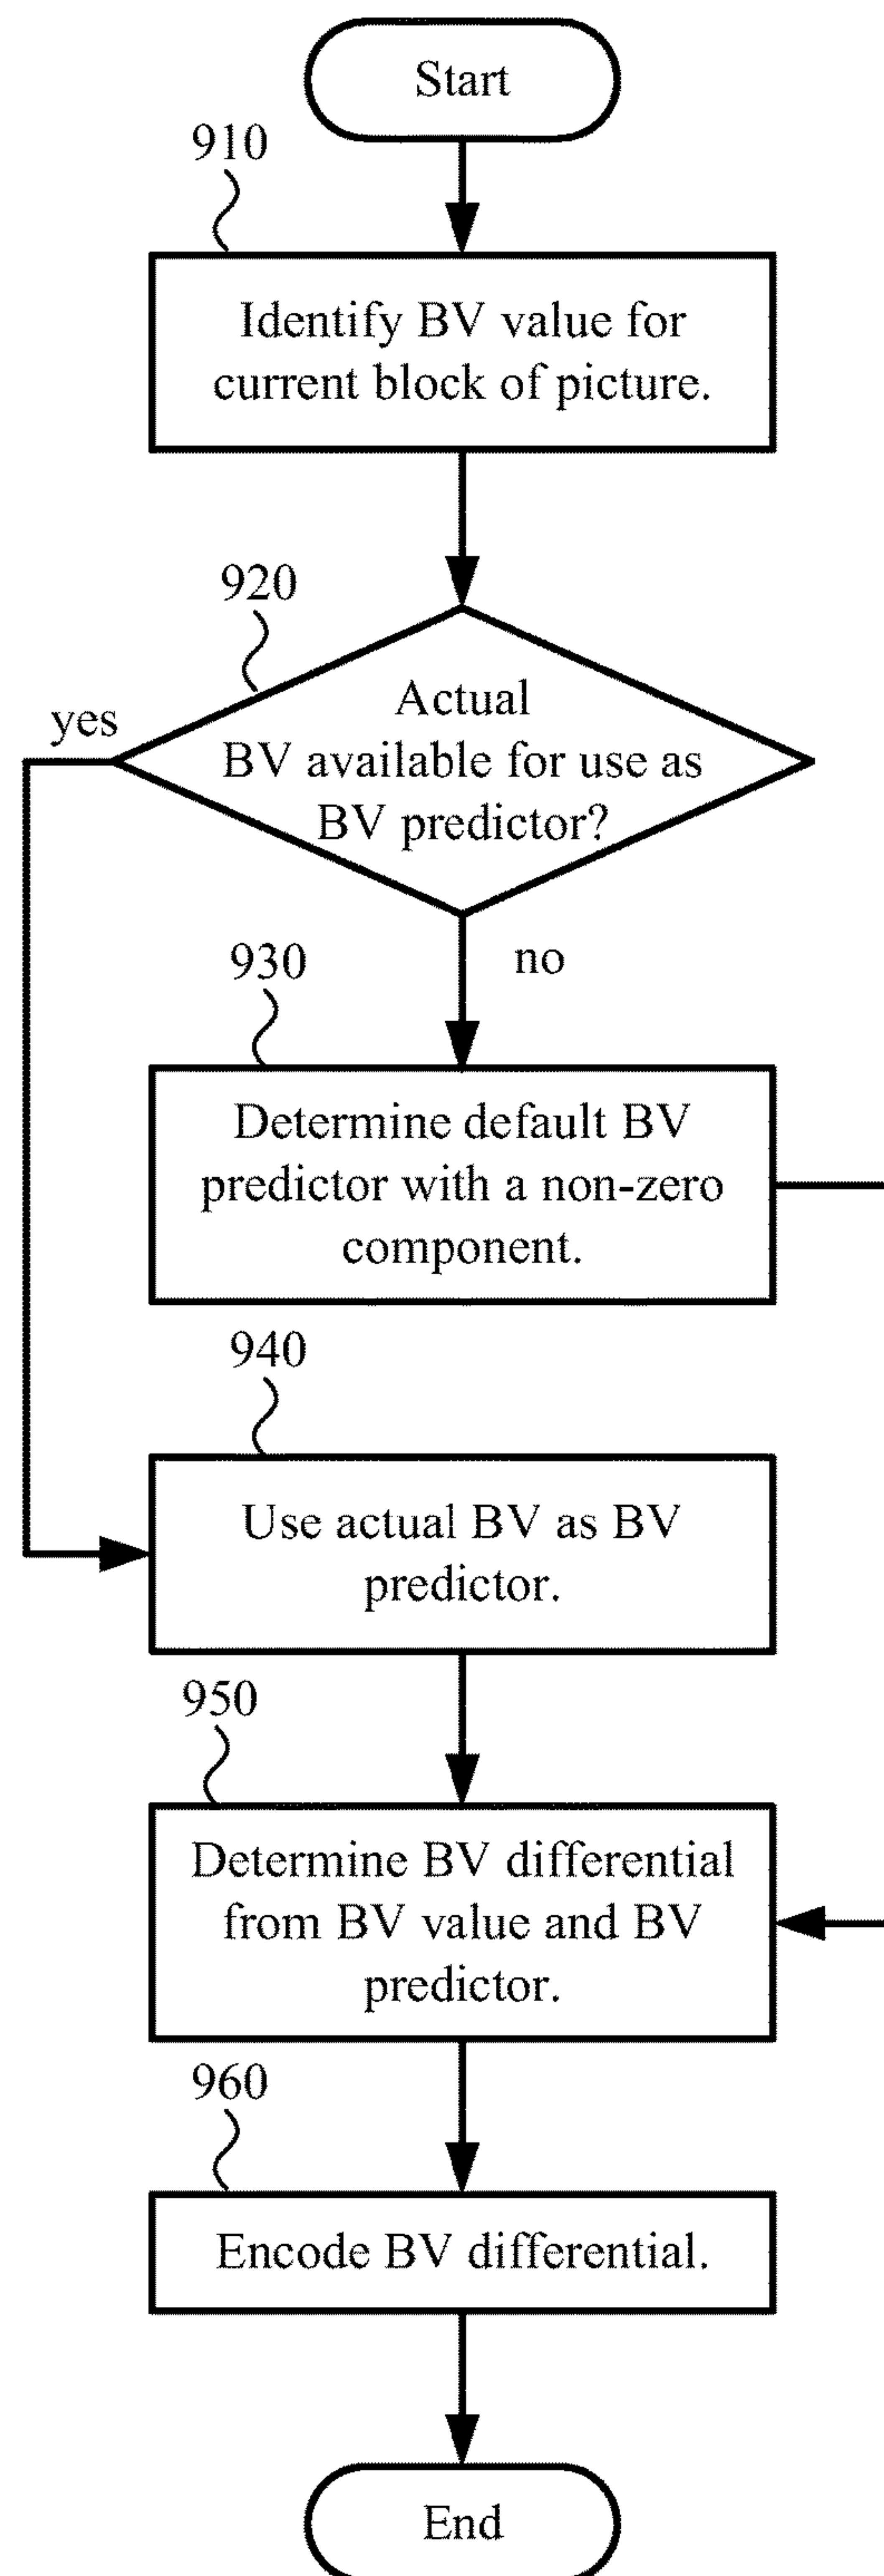 Start
910
Identify BV value for
current block of picture.
920
yes
Actual
BV available for use as
BV predictor?
no
930
Determine default BV
predictor with a non-zero
component.
940
Use actual BV as BV
predictor.
950
Determine BV differential
from BV value and BV
predictor.
960
Encode BV differential.
End